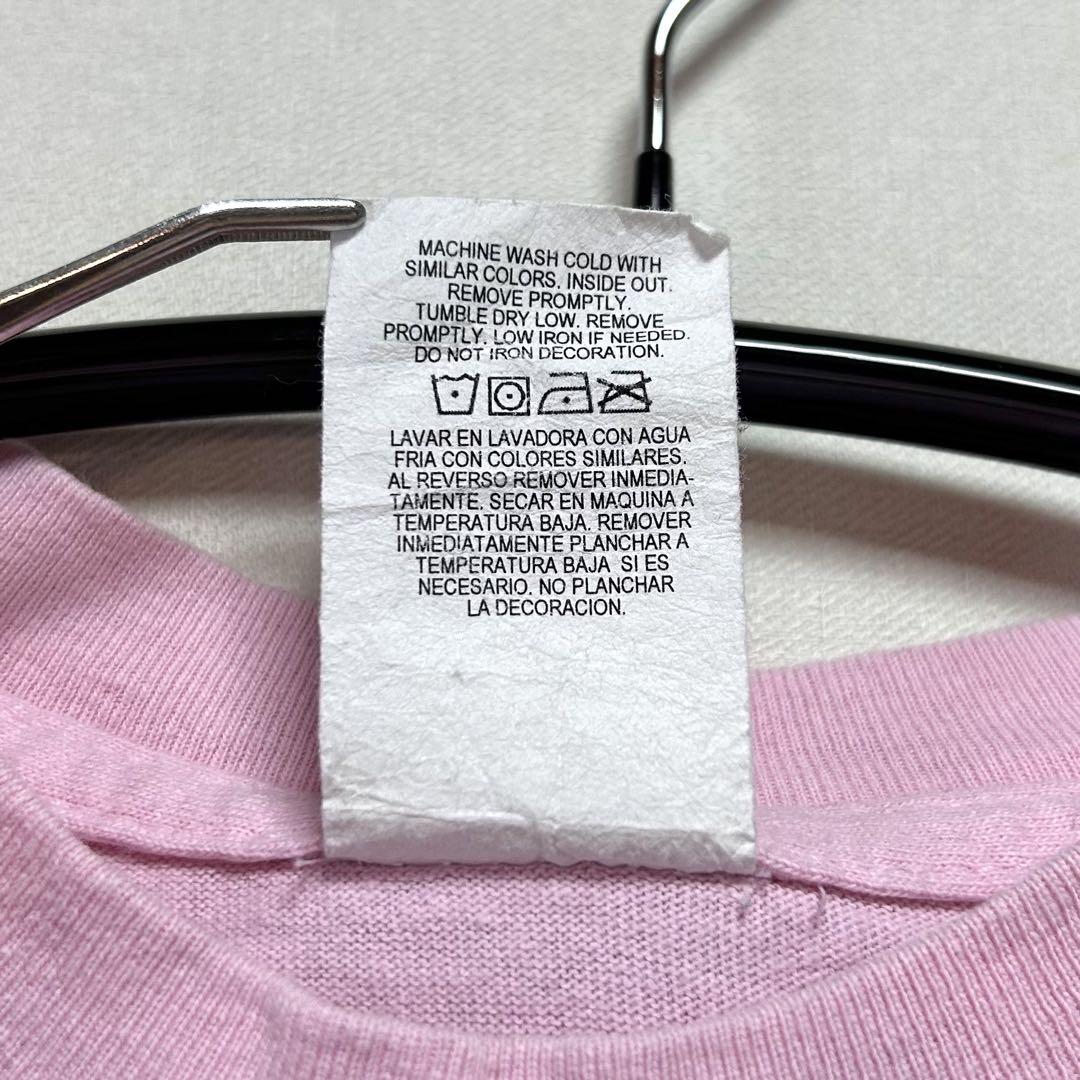 MACHINE WASH COLD WITH
SIMILAR COLORS. INSIDE OUT.
REMOVE PROMPTLY.
TUMBLE DRY LOW. REMOVE
PROMPTLY. LOW IRON IF NEEDED.
DO NOT IRON DECORATION.
LAVAR EN LAVADORA CON AGUA
FRIA CON COLORES SIMILARES.
AL REVERSO REMOVER INMEDIA-
TAMENTE. SECAR EN MAQUINA A
TEMPERATURA BAJA. REMOVER
INMEDIATAMENTE PLANCHAR A
TEMPERATURA BAJA SI ES
NECESARIO. NO PLANCHAR
LA DECORACION.